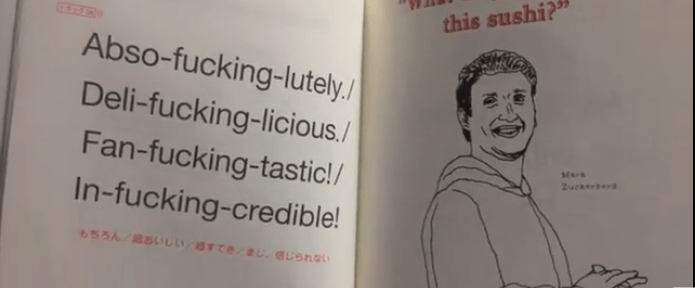 Abso-fucking-lutely./
Deli-fucking-licious./
Fan-fucking-tastic!/
In-fucking-credible!
もちろん／超おいしい／超すてき／まじ、信じられない
this sushi?”
Mark
Zuckerberg